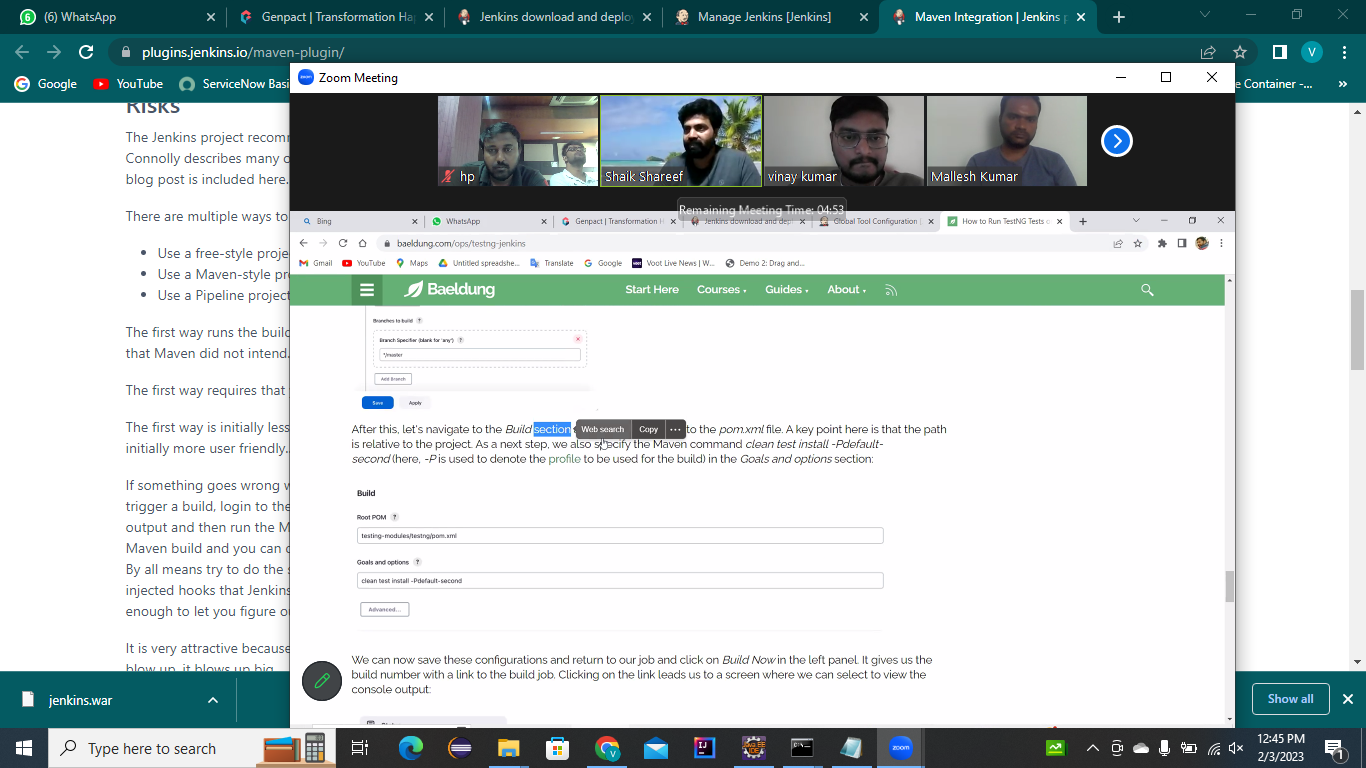 (6) WhatsApp
Genpact | Transformation Hap
Jenkins download and deploy
Manage Jenkins [Jenkins]
Maven Integration | Jenkins p
plugins.jenkins.io/maven-plugin/
V
Google
YouTube
ServiceNow Basi
e Container -...
Risks
The Jenkins project recomm
Connolly describes many o
blog post is included here.
There are multiple ways to
Use a free-style proje
Use a Maven-style pr
Use a Pipeline project
The first way runs the build
that Maven did not intend.
The first way requires that
The first way is initially less
initially more user friendly.
If something goes wrong w
trigger a build, login to the
output and then run the M
Maven build and you can d
By all means try to do the s
injected hooks that Jenkins
enough to let you figure ou
It is very attractive because
blow up, it blows up big
zoom Zoom Meeting
hp
Shaik Shareef
vinay kumar
Mallesh Kumar
Remaining Meeting Time: 04:53
Bing
WhatsApp
Genpact | Transformation H
Jenkins download and dep
Global Tool Configuration [
How to Run TestNG Tests
baeldung.com/ops/testng-jenkins
Gmail
YouTube
Maps
Untitled spreadshe...
Translate
Google
Voot Live News | W...
Demo 2: Drag and...
Baeldung
Start Here
Courses
Guides
About
Branches to build ?
Branch Specifier (blank for 'any') ?
*/master
Add Branch
Save
Apply
After this, let's navigate to the Build section
Web search
Copy
to the pom.xml file. A key point here is that the path
is relative to the project. As a next step, we also specify the Maven command clean test install -Pdefault-
second (here, -P is used to denote the profile to be used for the build) in the Goals and options section:
Build
Root POM ?
testing-modules/testng/pom.xml
Goals and options ?
clean test install -Pdefault-second
Advanced...
We can now save these configurations and return to our job and click on Build Now in the left panel. It gives us the
build number with a link to the build job. Clicking on the link leads us to a screen where we can select to view the
console output:
jenkins.war
Show all
Type here to search
zoom
12:45 PM
2/3/2023
1